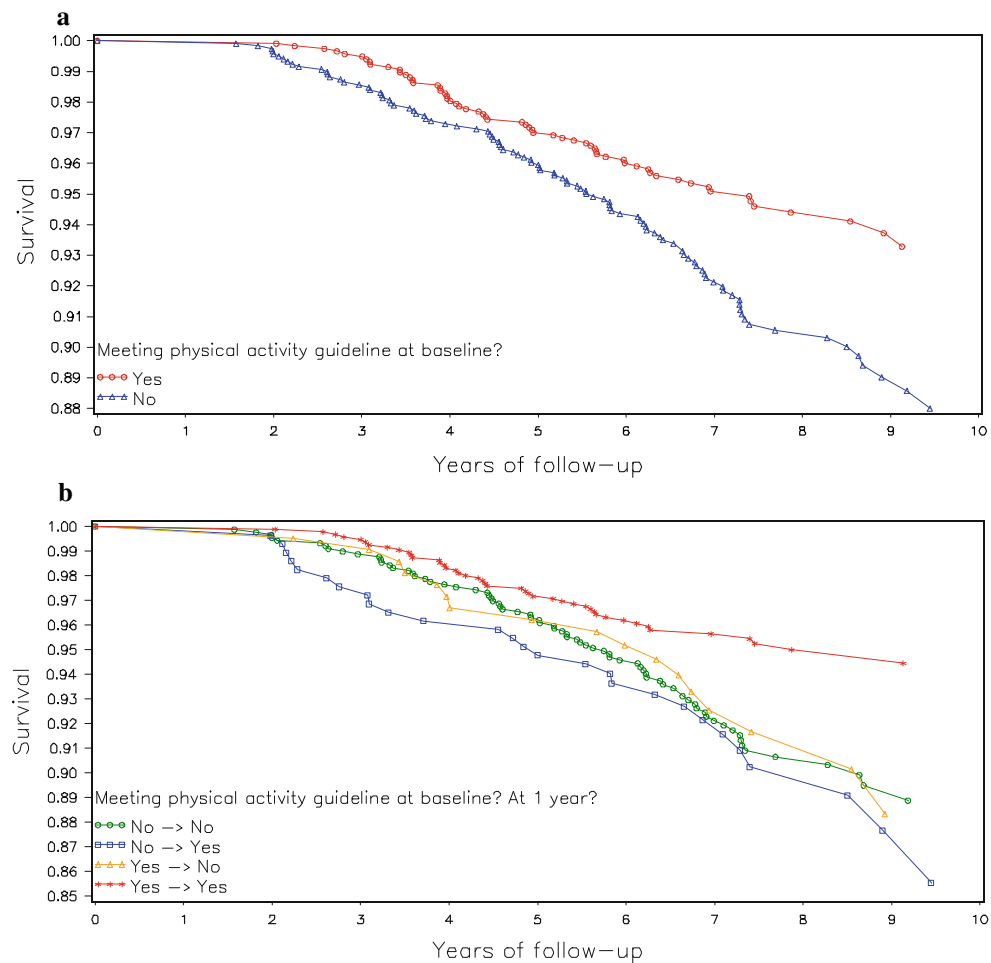 a
1.00
0.99
0.98
0.97
0.96
0.95
0.94
0.93
0.92
0.91
0.90
0.89
0.88
Survival
Meeting physical activity guideline at baseline?
Yes
No
0 1 2 3 4 5 6 7 8 9 10
Years of follow-up
b
1.00
0.99
0.98
0.97
0.96
0.95
0.94
0.93
0.92
0.91
0.90
0.89
0.88
0.87
0.86
0.85
Survival
Meeting physical activity guideline at baseline? At 1 year?
No -> No
No -> Yes
Yes -> No
Yes -> Yes
0 1 2 3 4 5 6 7 8 9 10
Years of follow-up